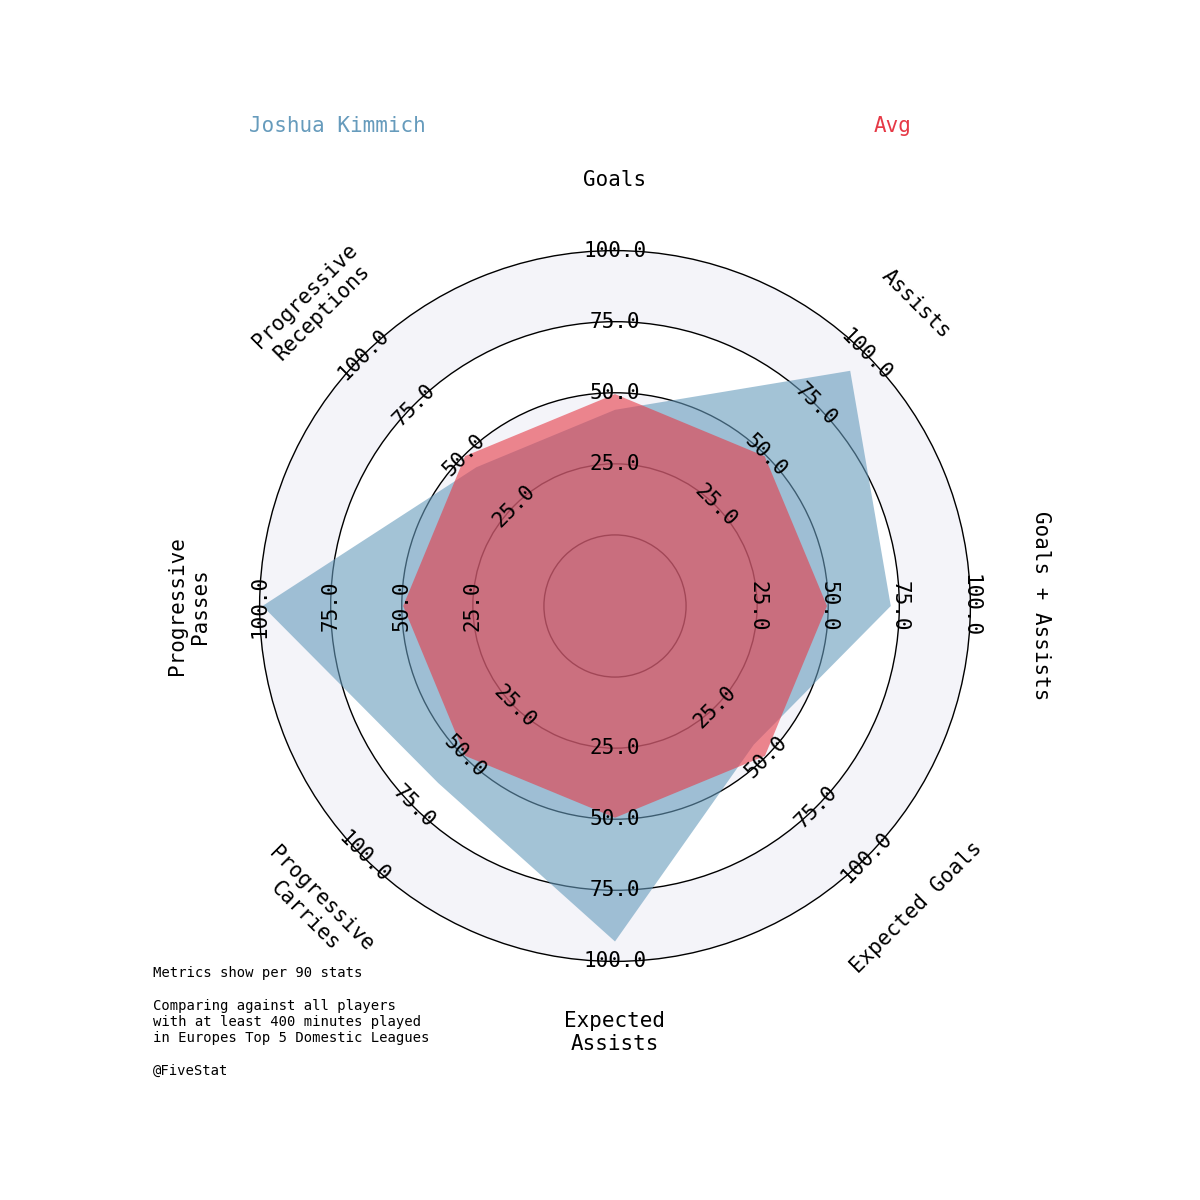 Joshua Kimmich
Avg
Goals
100.0
75.0
50.0
25.0
Assists
100.0
75.0
50.0
25.0
Goals + Assists
100.0
75.0
50.0
25.0
Expected Goals
100.0
75.0
50.0
25.0
Expected
Assists
100.0
75.0
50.0
25.0
Progressive
Carries
100.0
75.0
50.0
25.0
Progressive
Passes
100.0
75.0
50.0
25.0
Progressive
Receptions
100.0
75.0
50.0
25.0
Metrics show per 90 stats
Comparing against all players
with at least 400 minutes played
in Europes Top 5 Domestic Leagues
@FiveStat